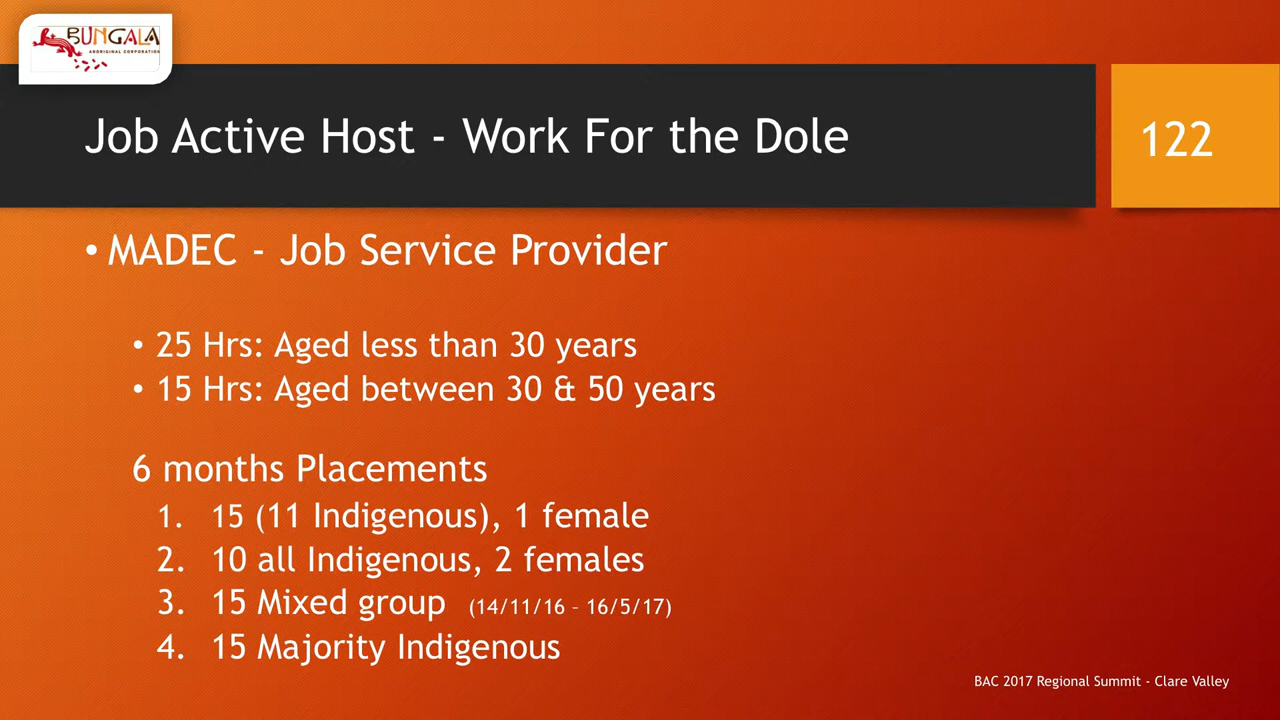 BUNGALA
ABORIGINAL CORPORATION
Job Active Host - Work For the Dole
122
• MADEC - Job Service Provider
• 25 Hrs: Aged less than 30 years
• 15 Hrs: Aged between 30 & 50 years
6 months Placements
1. 15 (11 Indigenous), 1 female
2. 10 all Indigenous, 2 females
3. 15 Mixed group (14/11/16 – 16/5/17)
4. 15 Majority Indigenous
BAC 2017 Regional Summit - Clare Valley